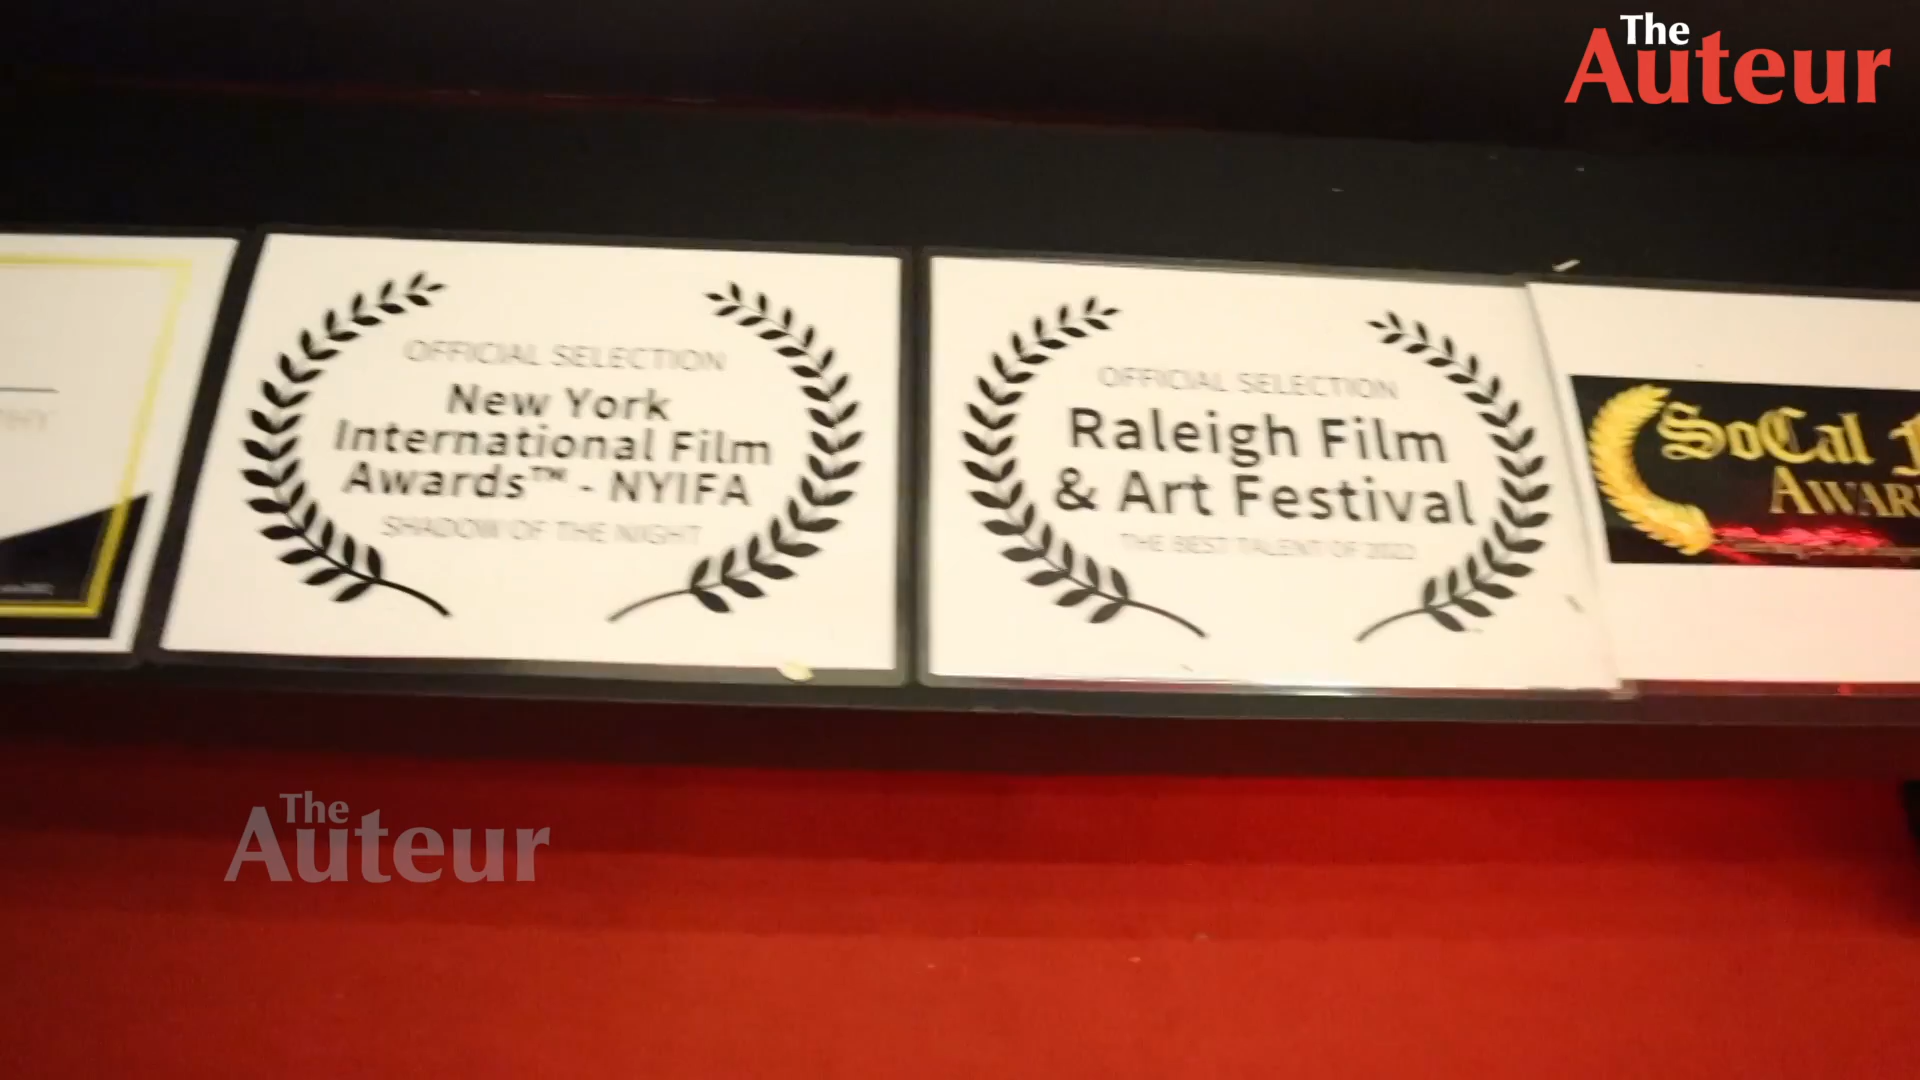 The
Auteur
OFFICIAL SELECTION
New York
International Film
Awards™ - NYIFA
SHADOW OF THE NIGHT
OFFICIAL SELECTION
Raleigh Film
& Art Festival
THE BEST TALENT OF 2022
SoCal
The
Auteur